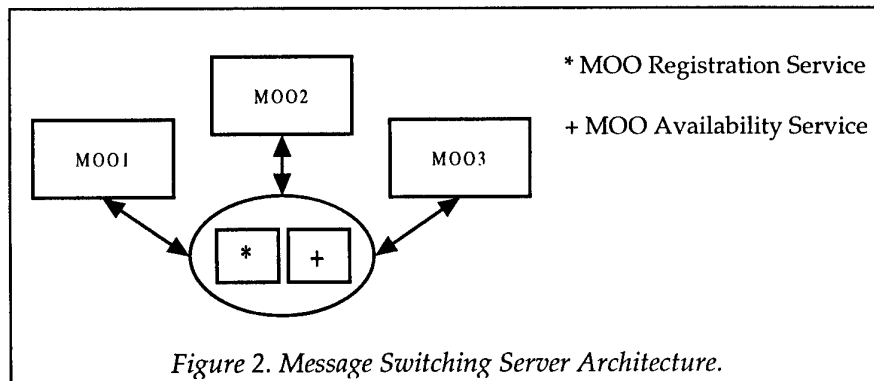 * MOO Registration Service
MOO2
+ MOO Availability Service
MOO1
MOO3
* +
Figure 2. Message Switching Server Architecture.